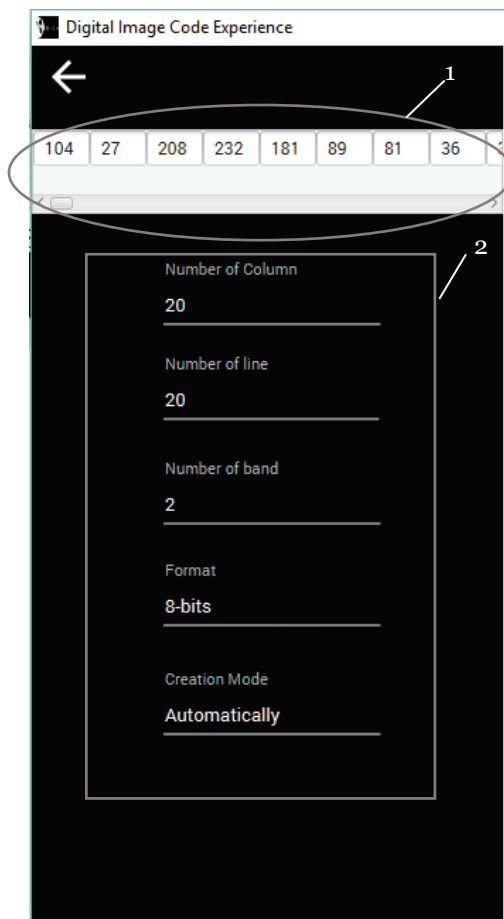 Digital Image Code Experience
1
104 27 208 232 181 89 81 36
2
Number of Column
20
Number of line
20
Number of band
2
Format
8-bits
Creation Mode
Automatically